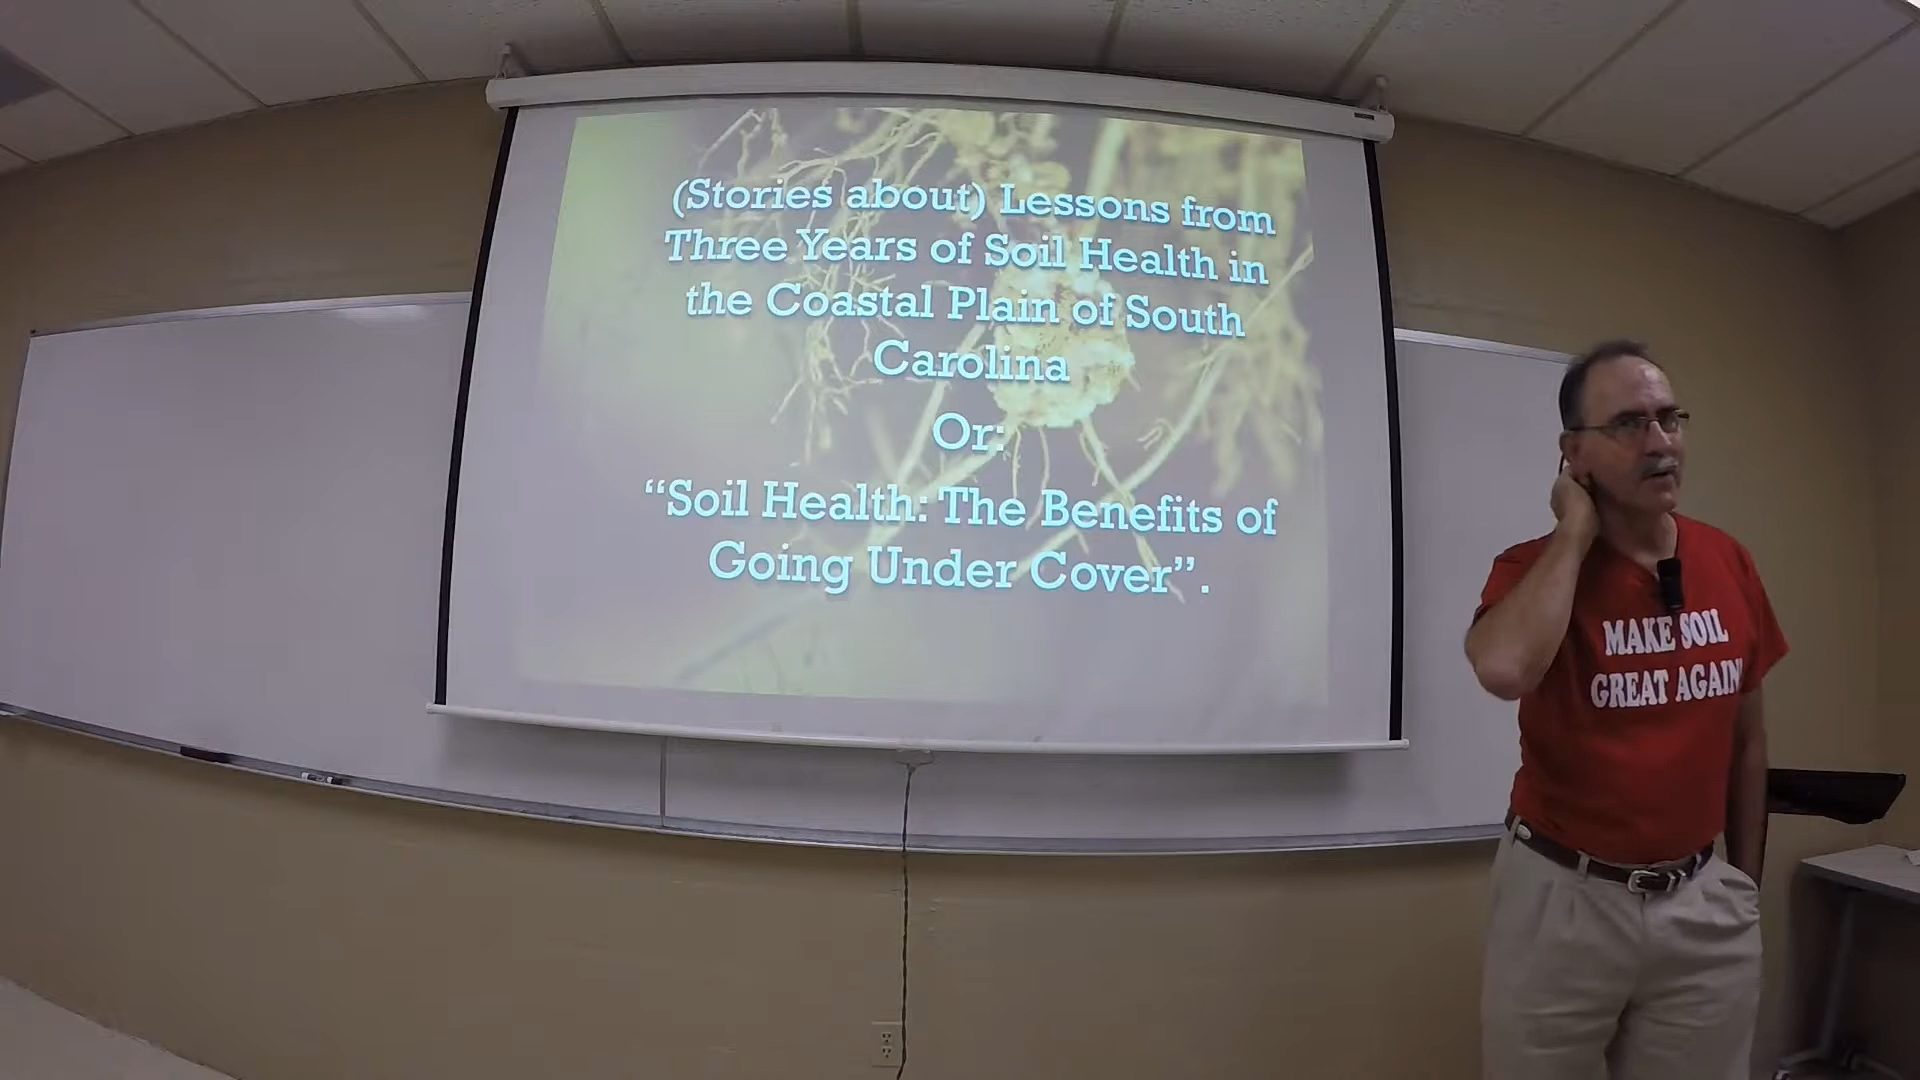 (Stories about) Lessons from
Three Years of Soil Health in
the Coastal Plain of South
Carolina
Or:
“Soil Health: The Benefits of
Going Under Cover”.
MAKE SOIL
GREAT AGAIN!